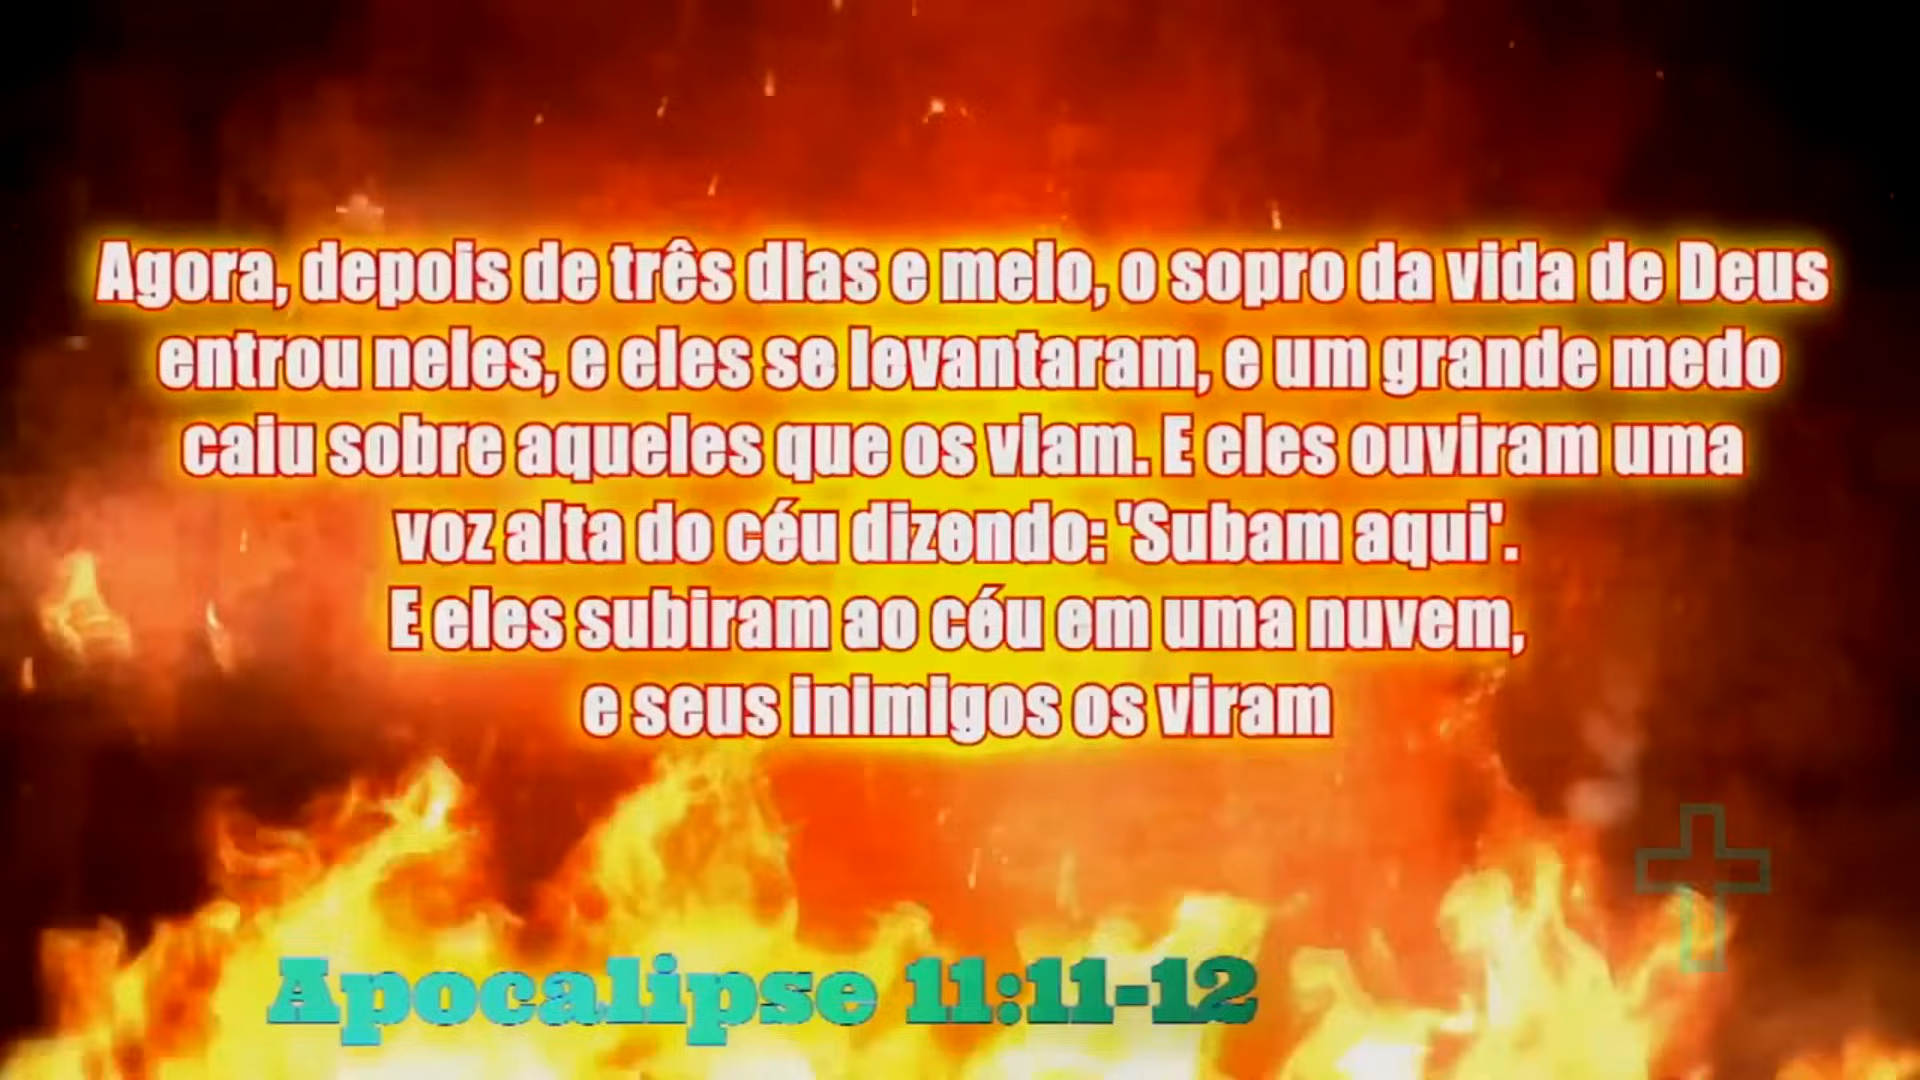 Agora, depois de três dias e meio, o sopro da vida de Deus
entrou neles, e eles se levantaram, e um grande medo
caiu sobre aqueles que os viam. E eles ouviram uma
voz alta do céu dizendo: 'Subam aqui'.
E eles subiram ao céu em uma nuvem,
e seus inimigos os viram
Apocalipse 11:11-12